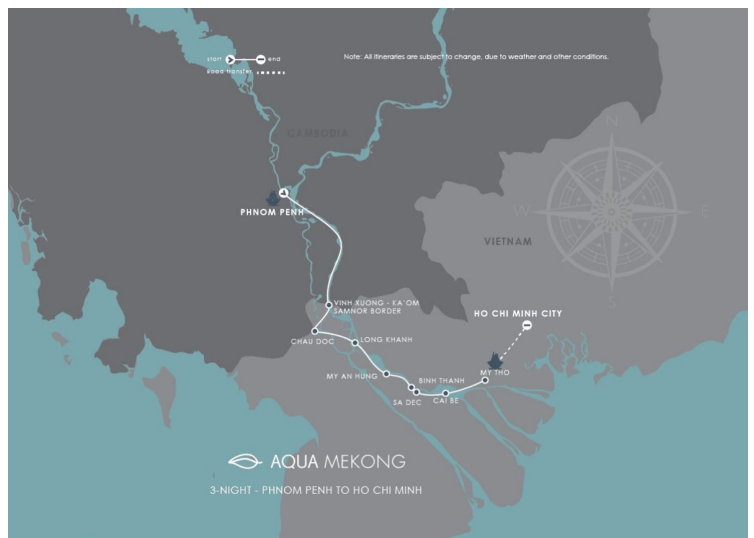 start end
Road transfer
Note: All itineraries are subject to change, due to weather and other conditions.
CAMBODIA
N
W
E
S
PHNOM PENH
VIETNAM
VINH XUONG - KA'OM
SAMNOR BORDER
HO CHI MINH CITY
CHAU DOC
LONG KHANH
MY THO
MY AN HUNG
BINH THANH
SA DEC
CAI BE
AQUA MEKONG
3-NIGHT - PHNOM PENH TO HO CHI MINH